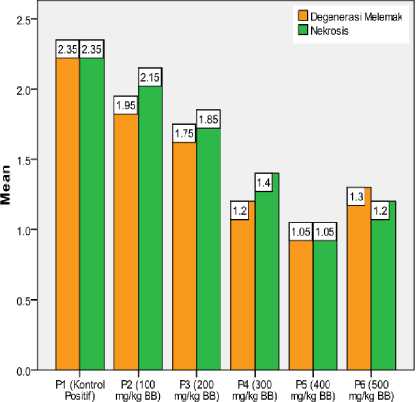 Degenerasi Melemak
Nekrosis
Mean
2.5
2.0
1.5
1.0
0.5
0.0
2.35
2.35
1.95
2.15
1.75
1.85
1.2
1.4
1.05
1.05
1.3
1.2
P1 (Kontrol
Positif)
P2 (100
mg/kg BB)
P3 (200
mg/kg BB)
P4 (300
mg/kg BB)
P5 (400
mg/kg BB)
P6 (500
mg/kg BB)